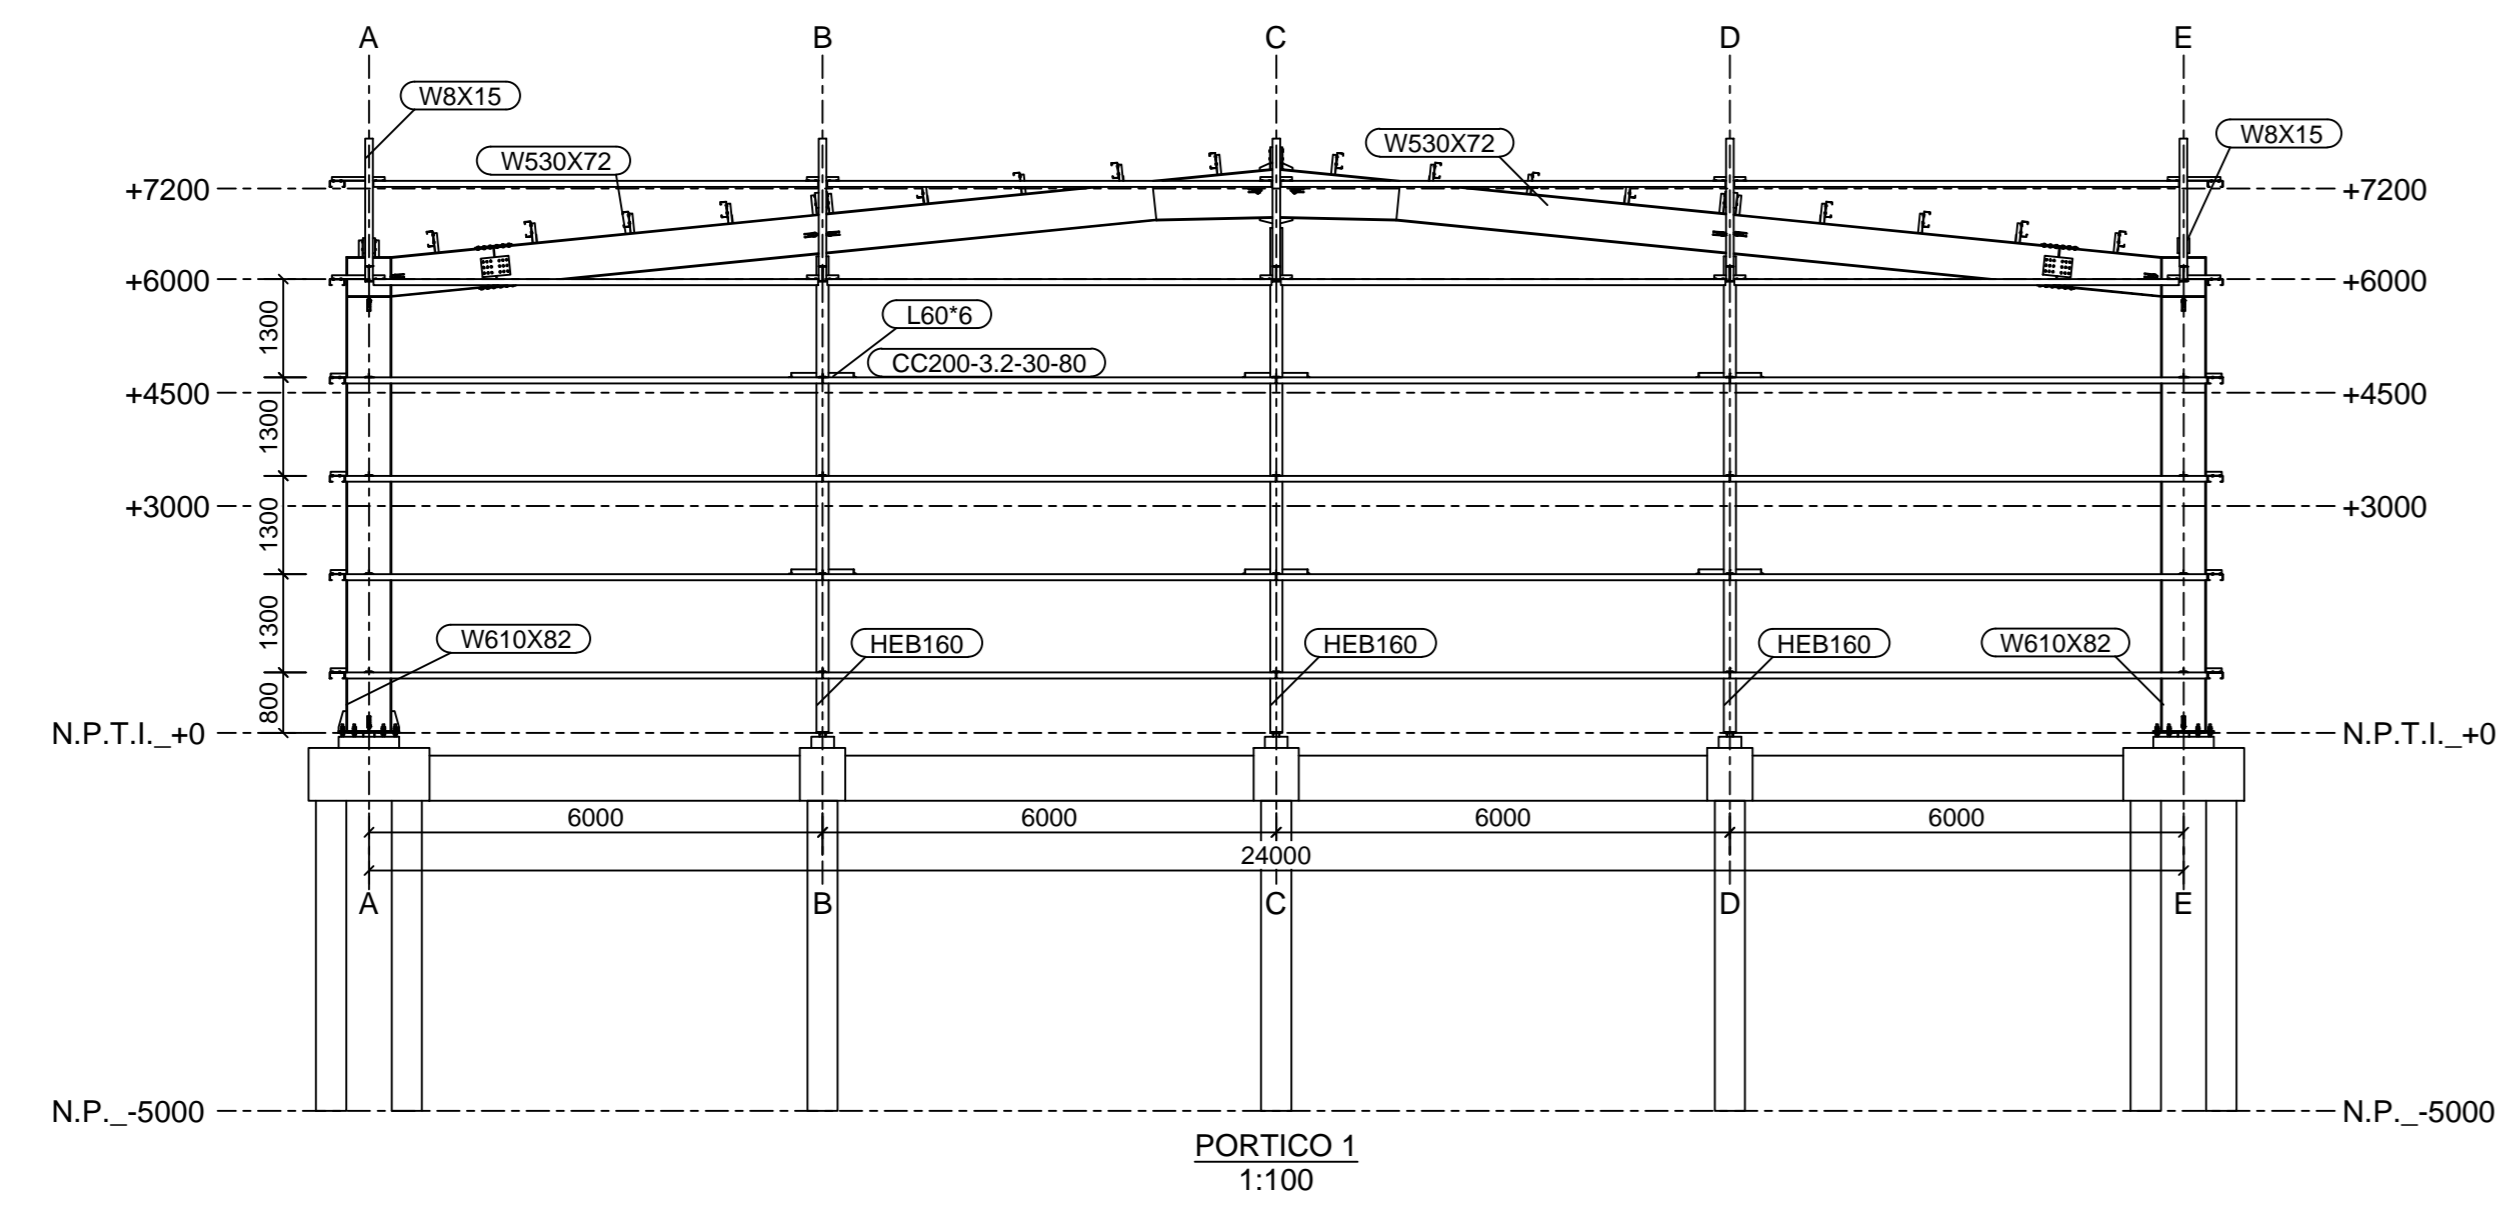 A B C D E
W8X15
W530X72
W530X72
W8X15
+7200
+7200
+6000
+6000
L60*6
1300
CC200-3.2-30-80
+4500
+4500
1300
+3000
+3000
1300
1300
W610X82
HEB160
HEB160
HEB160
W610X82
800
N.P.T.I._+0
N.P.T.I._+0
6000 6000 6000 6000
24000
A B C D E
N.P._-5000
N.P._-5000
PORTICO 1
1:100